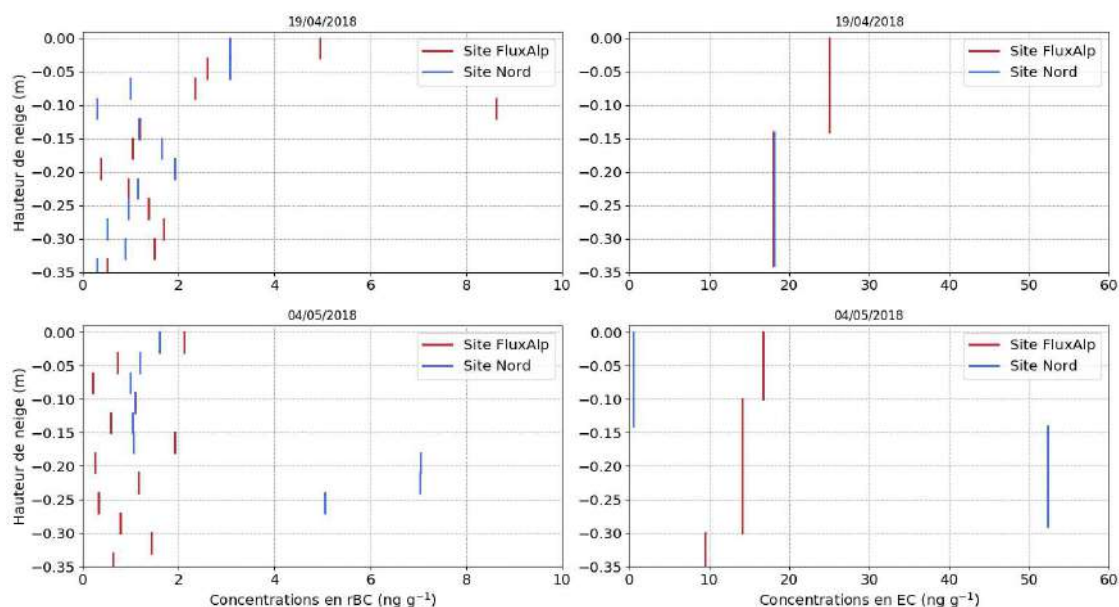 19/04/2018
0.00
−0.05
−0.10
−0.15
−0.20
−0.25
−0.30
−0.35
Hauteur de neige (m)
Site FluxAlp
Site Nord
0 2 4 6 8 10
19/04/2018
0.00
−0.05
−0.10
−0.15
−0.20
−0.25
−0.30
−0.35
Site FluxAlp
Site Nord
0 10 20 30 40 50 60
04/05/2018
0.00
−0.05
−0.10
−0.15
−0.20
−0.25
−0.30
−0.35
Hauteur de neige (m)
Site FluxAlp
Site Nord
0 2 4 6 8 10
Concentrations en rBC (ng g⁻¹)
04/05/2018
0.00
−0.05
−0.10
−0.15
−0.20
−0.25
−0.30
−0.35
Site FluxAlp
Site Nord
0 10 20 30 40 50 60
Concentrations en EC (ng g⁻¹)